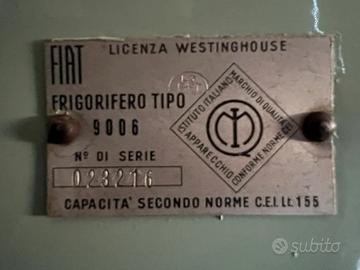 FIAT
LICENZA WESTINGHOUSE
FRIGORIFERO TIPO
9006
N° DI SERIE
023216
ISTITUTO ITALIANO
MARCHIO DI QUALITÀ
APPARECCHIO
CONFORME NORME CEI
CAPACITA' SECONDO NORME C.E.I. Lt. 155
subito